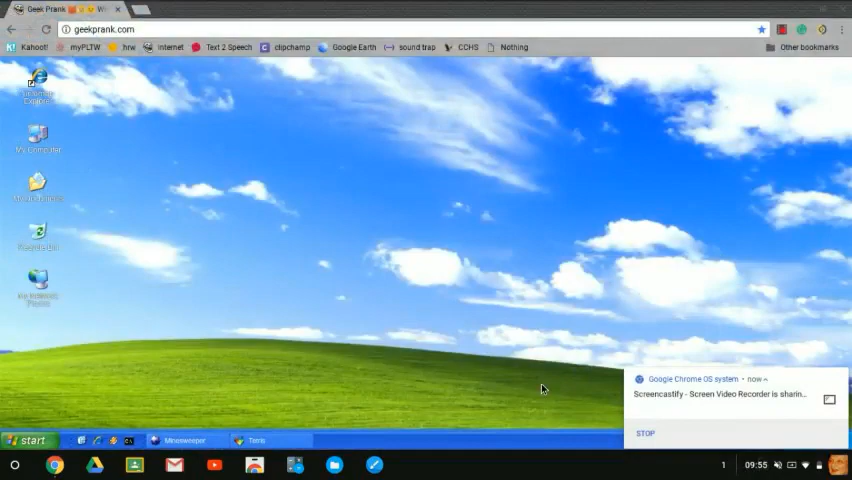 Geek Prank
geekprank.com
Kahoot!
myPLTW
hrw
Internet
Text 2 Speech
clipchamp
Google Earth
sound trap
CCHS
Nothing
Other bookmarks
My Computer
Recycle Bin
Google Chrome OS system • now
Screencastify - Screen Video Recorder is sharin...
STOP
start
Minesweeper
Tetris
1
09:55